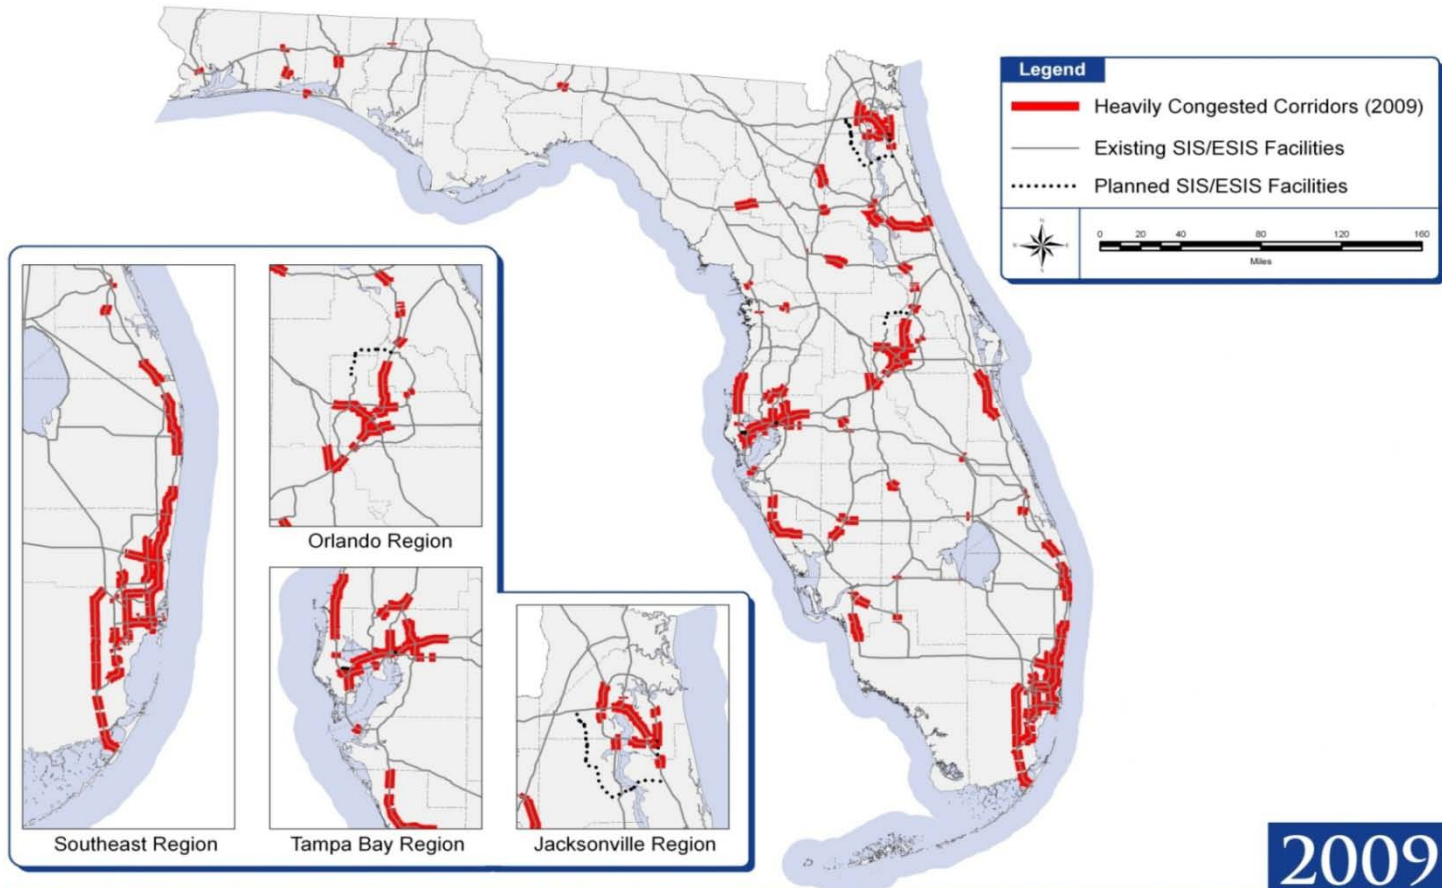 Legend
Heavily Congested Corridors (2009)
Existing SIS/ESIS Facilities
Planned SIS/ESIS Facilities
N
0 20 40 80 120 160
Miles
Orlando Region
Southeast Region
Tampa Bay Region
Jacksonville Region
2009